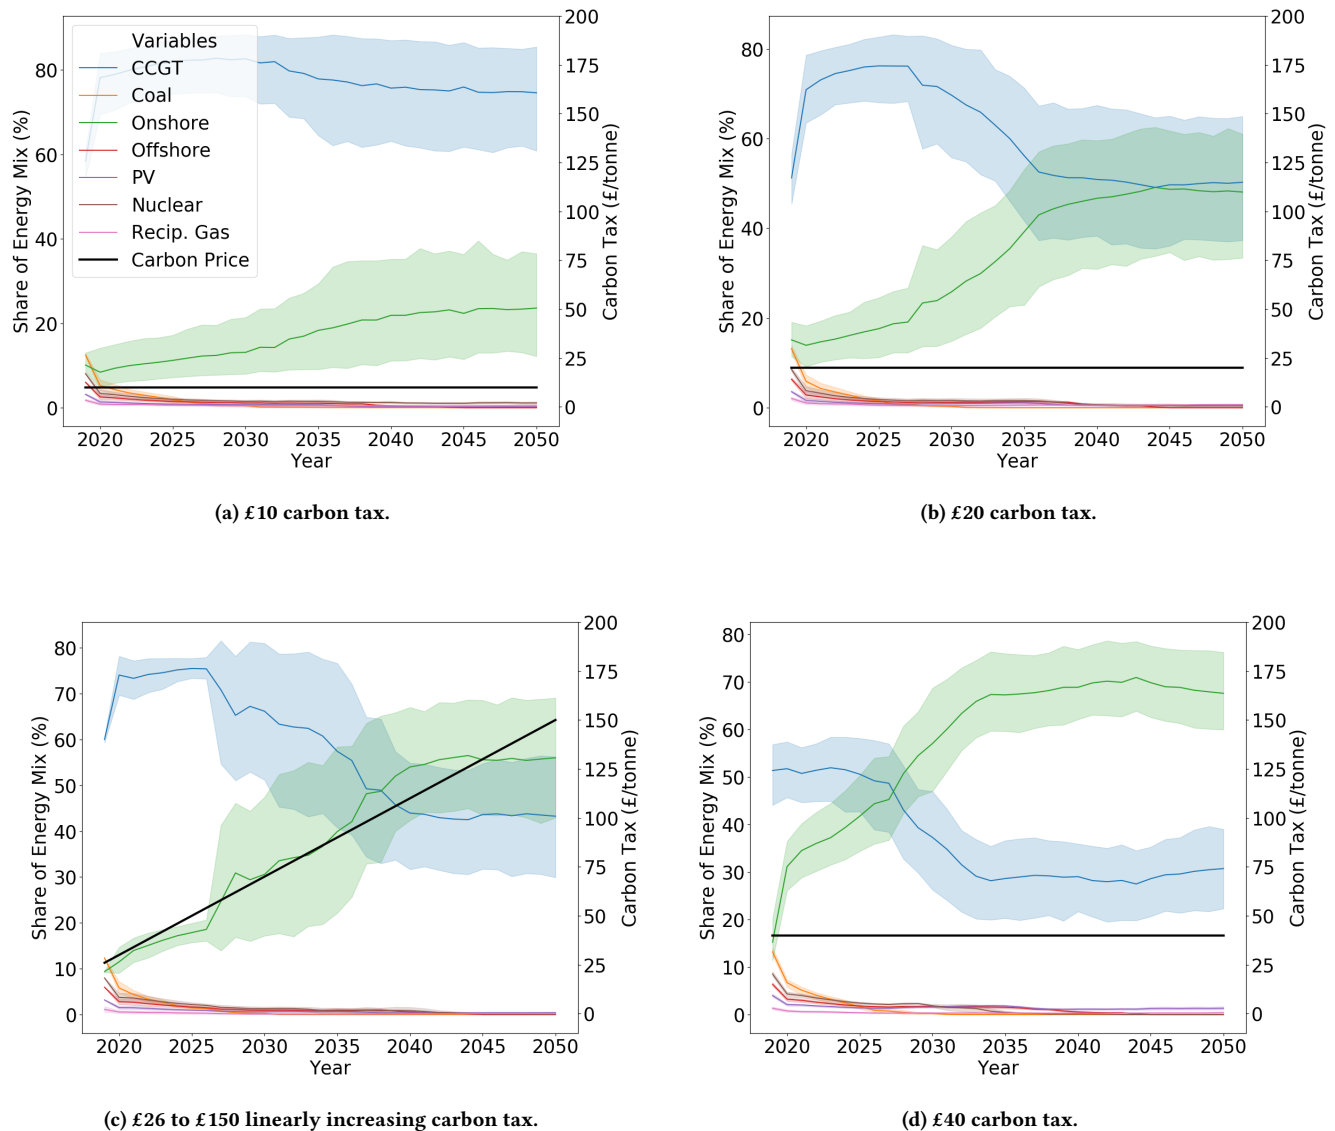 Variables
CCGT
Coal
Onshore
Offshore
PV
Nuclear
Recip. Gas
Carbon Price
Share of Energy Mix (%)
80
60
40
20
0
200
175
150
125
100
75
50
25
0
Carbon Tax (£/tonne)
2020 2025 2030 2035 2040 2045 2050
Year
(a) £10 carbon tax.
Share of Energy Mix (%)
80
60
40
20
0
200
175
150
125
100
75
50
25
0
Carbon Tax (£/tonne)
2020 2025 2030 2035 2040 2045 2050
Year
(b) £20 carbon tax.
Share of Energy Mix (%)
80
70
60
50
40
30
20
10
0
200
175
150
125
100
75
50
25
0
Carbon Tax (£/tonne)
2020 2025 2030 2035 2040 2045 2050
Year
(c) £26 to £150 linearly increasing carbon tax.
Share of Energy Mix (%)
80
70
60
50
40
30
20
10
0
200
175
150
125
100
75
50
25
0
Carbon Tax (£/tonne)
2020 2025 2030 2035 2040 2045 2050
Year
(d) £40 carbon tax.